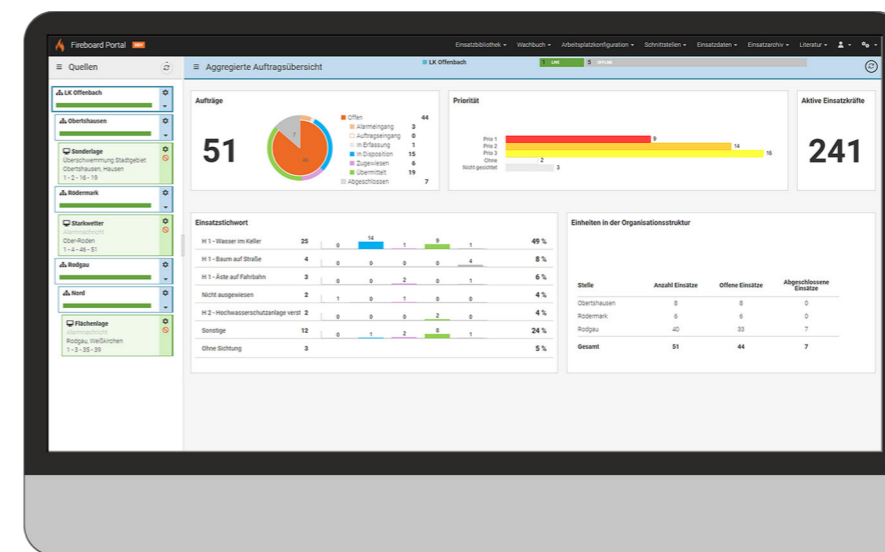 Fireboard Portal
Einsatzbibliothek
Wachbuch
Arbeitsplatzkonfiguration
Schnittstellen
Einsatzdaten
Einsatzarchiv
Literatur
Quellen
Aggregierte Auftragsübersicht
LK Offenbach
1 LIVE
5 OFFLINE
LK Offenbach
Obertshausen
Sonderlage
Überschwemmung Stadtgebiet
Obertshausen, Hausen
1 - 2 - 16 - 19
Rödermark
Starkwetter
Alarmnachricht
Ober-Roden
1 - 4 - 46 - 51
Rodgau
Nord
Flächenlage
Alarmnachricht
Rodgau, Weißkirchen
1 - 3 - 35 - 39
Aufträge
51
7
44
Offen 44
Alarmeingang 3
Auftragseingang 0
In Erfassung 1
In Disposition 15
Zugewiesen 6
Übermittelt 19
Abgeschlossen 7
Priorität
Prio 1 9
Prio 2 14
Prio 3 16
Ohne 2
Nicht gesichtet 3
Aktive Einsatzkräfte
241
Einsatzstichwort
H 1 - Wasser im Keller 25 0 14 1 9 1 49 %
H 1 - Baum auf Straße 4 0 0 0 0 4 8 %
H 1 - Äste auf Fahrbahn 3 0 0 2 0 1 6 %
Nicht ausgewiesen 2 1 0 1 0 0 4 %
H 2 - Hochwasserschutzanlage verst 2 0 0 0 2 0 4 %
Sonstige 12 0 1 2 8 1 24 %
Ohne Sichtung 3 5 %
Einheiten in der Organisationsstruktur
Stelle Anzahl Einsätze Offene Einsätze Abgeschlossene
Einsätze
Obertshausen 8 8 0
Rödermark 6 6 0
Rodgau 40 33 7
Gesamt 51 44 7